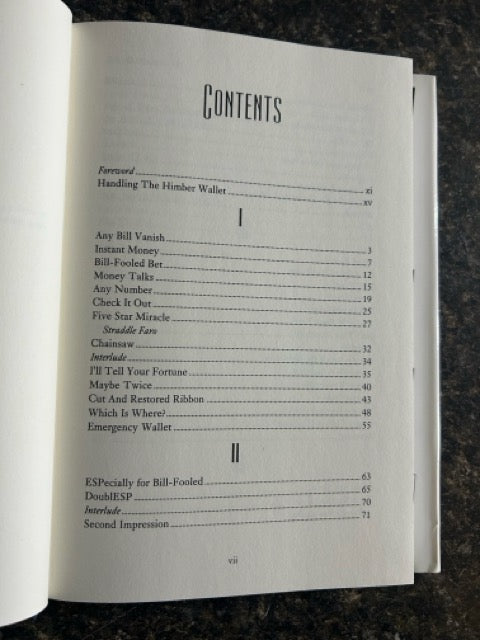 CONTENTS
Foreword xi
Handling The Himber Wallet xv
I
Any Bill Vanish 3
Instant Money 7
Bill-Fooled Bet 12
Money Talks 15
Any Number 19
Check It Out 25
Five Star Miracle 27
Straddle Faro
Chainsaw 32
Interlude 34
I'll Tell Your Fortune 35
Maybe Twice 40
Cut And Restored Ribbon 43
Which Is Where? 48
Emergency Wallet 55
II
ESPecially for Bill-Fooled 63
DoublESP 65
Interlude 70
Second Impression 71
vii